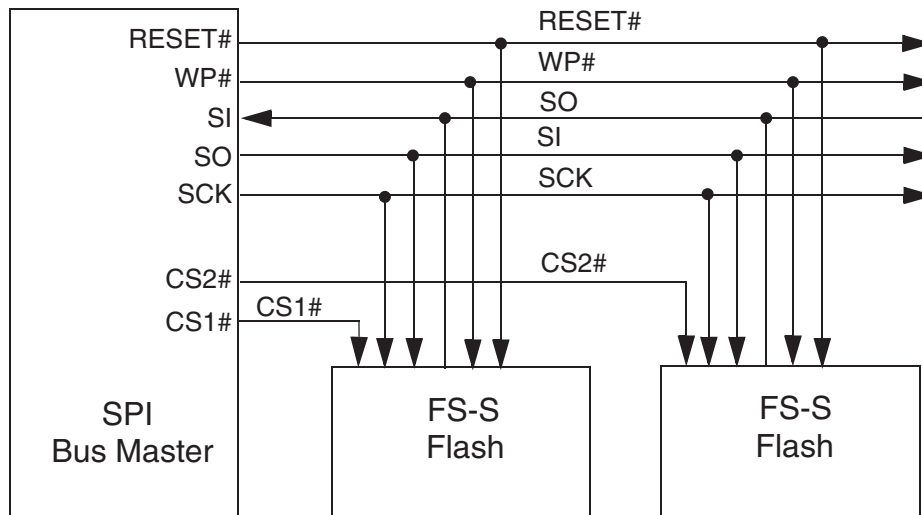 RESET#
RESET#
WP#
WP#
SI
SO
SO
SI
SCK
SCK
CS2#
CS2#
CS1#
CS1#
SPI
Bus Master
FS-S
Flash
FS-S
Flash